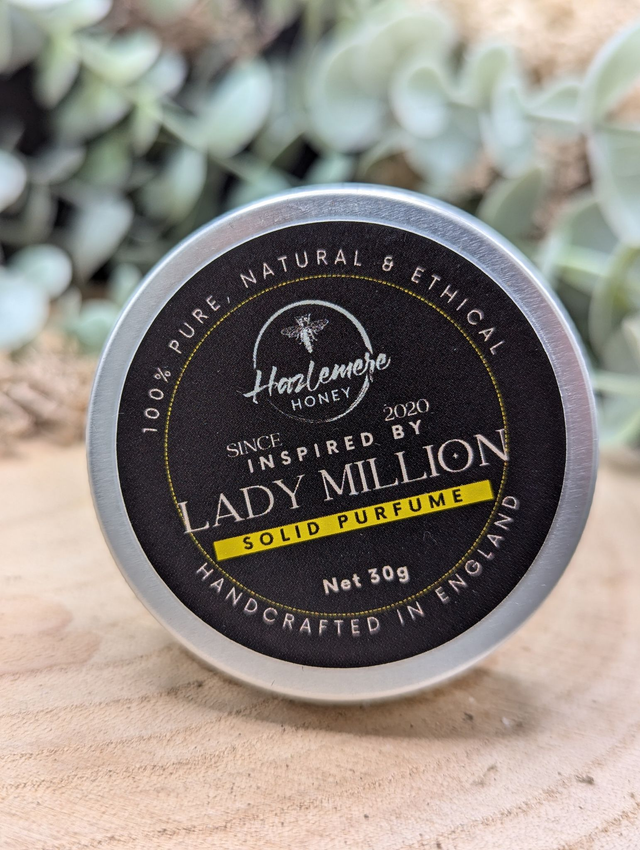 100% PURE, NATURAL & ETHICAL
Hazlemere
HONEY
SINCE 2020
INSPIRED BY
LADY MILLION
SOLID PURFUME
Net 30g
HANDCRAFTED IN ENGLAND